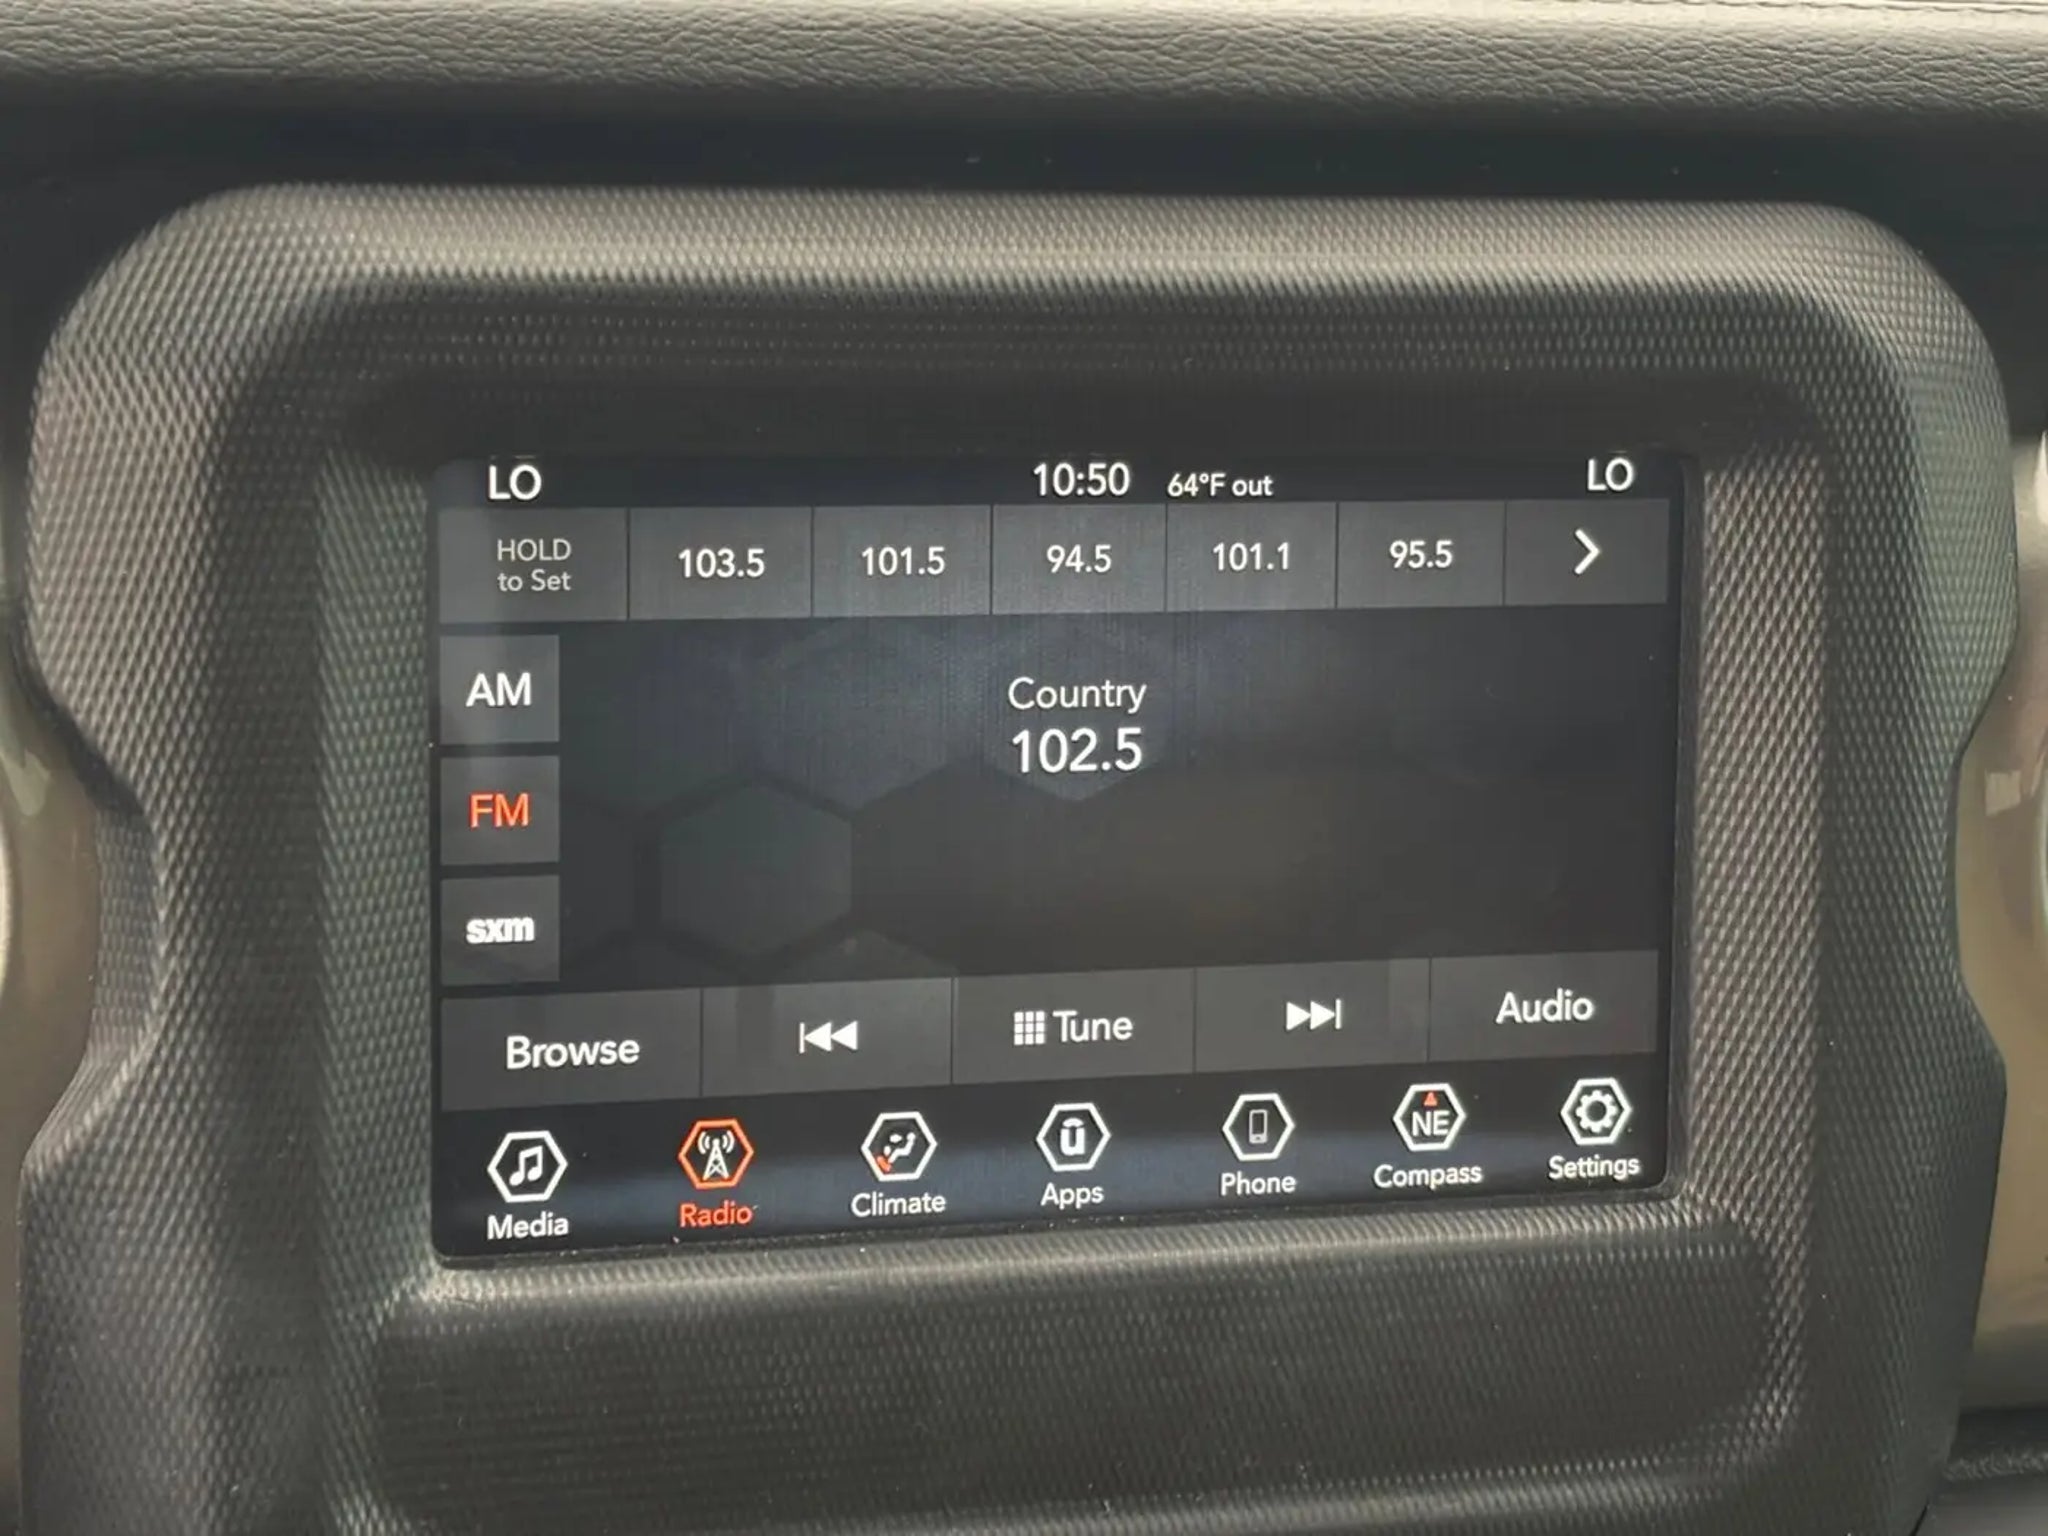 LO 10:50 64°F out LO
HOLD
to Set
103.5 101.5 94.5 101.1 95.5
AM
Country
102.5
FM
sxm
Browse Tune Audio
NE
Media Radio Climate Apps Phone Compass Settings